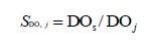 S_{DO, j} = DO_s / DO_j